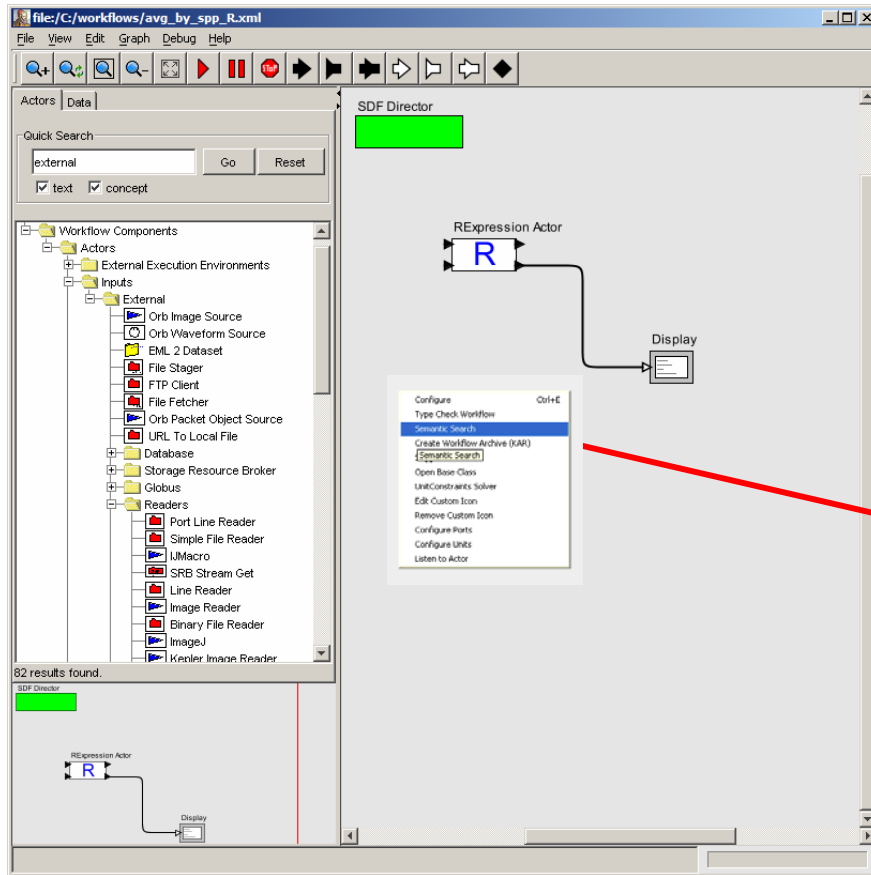 file:/C:/workflows/avg_by_spp_R.xml
File View Edit Graph Debug Help
STOP
Actors Data
Quick Search
external Go Reset
text concept
Workflow Components
Actors
External Execution Environments
Inputs
External
Orb Image Source
Orb Waveform Source
EML 2 Dataset
File Stager
FTP Client
File Fetcher
Orb Packet Object Source
URL To Local File
Database
Storage Resource Broker
Globus
Readers
Port Line Reader
Simple File Reader
IJMacro
SRB Stream Get
Line Reader
Image Reader
Binary File Reader
ImageJ
Kepler Image Reader
82 results found.
SDF Director
RExpression Actor
R
Display
SDF Director
RExpression Actor
R
Display
Configure Ctrl+E
Type Check Workflow
Semantic Search
Create Workflow Archive (KAR)
Semantic Search
Open Base Class
UnitConstraints Solver
Edit Custom Icon
Remove Custom Icon
Configure Ports
Configure Units
Listen to Actor